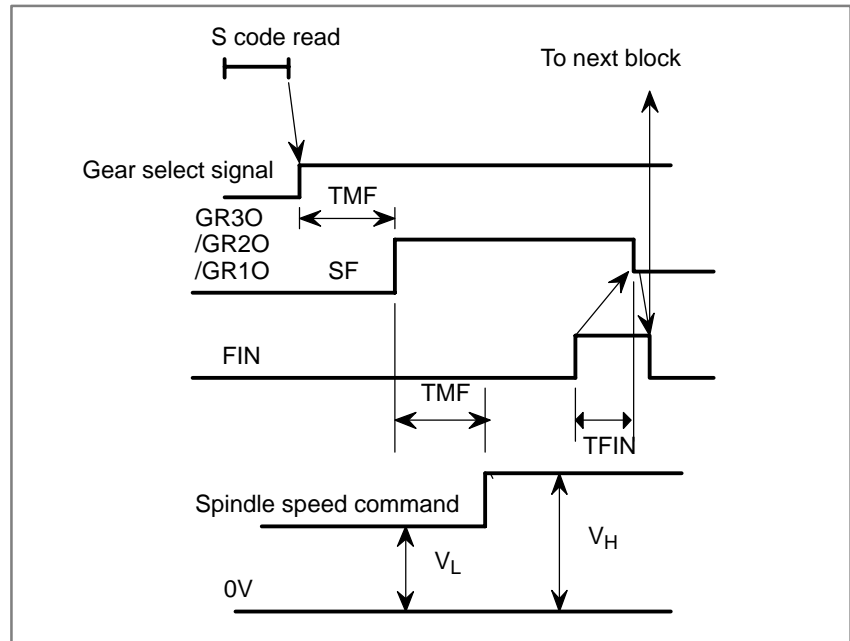 S code read
To next block
Gear select signal
TMF
GR3O
/GR2O
/GR1O
SF
FIN
TMF
TFIN
Spindle speed command
VL
VH
0V